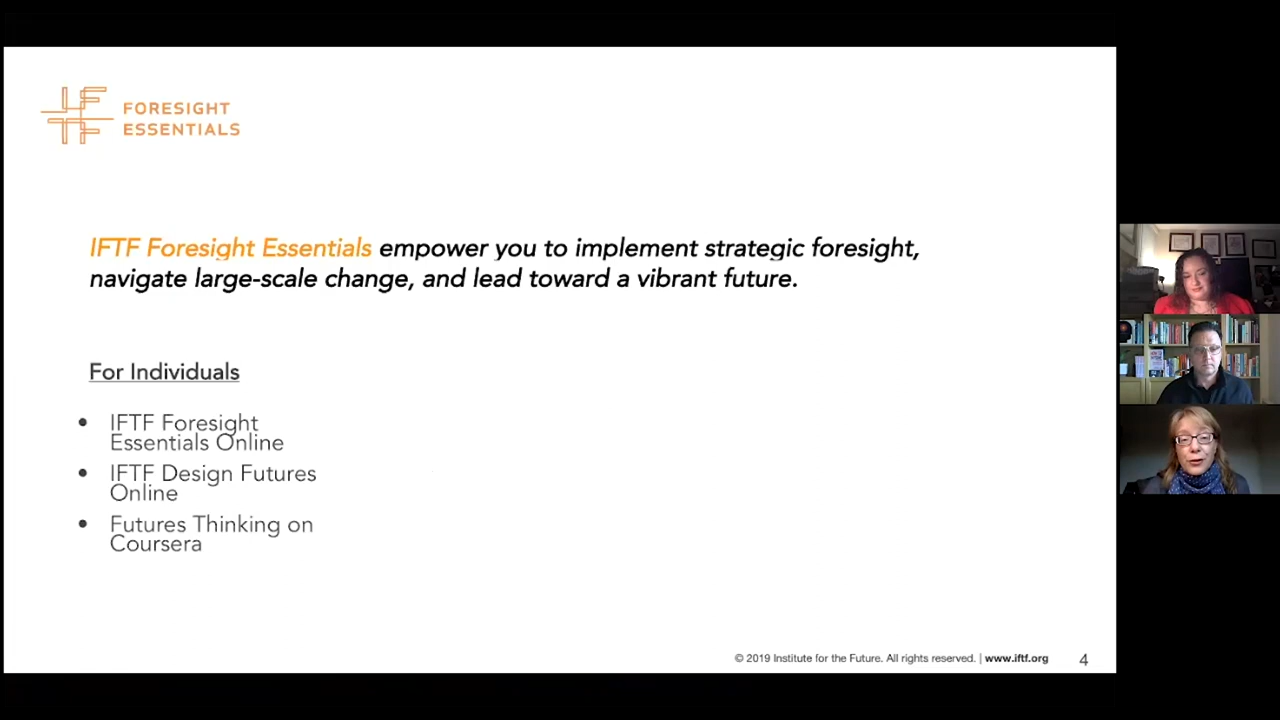 FORESIGHT
ESSENTIALS
IFTF Foresight Essentials empower you to implement strategic foresight,
navigate large-scale change, and lead toward a vibrant future.
For Individuals
• IFTF Foresight
Essentials Online
• IFTF Design Futures
Online
• Futures Thinking on
Coursera
© 2019 Institute for the Future. All rights reserved. | www.iftf.org 4